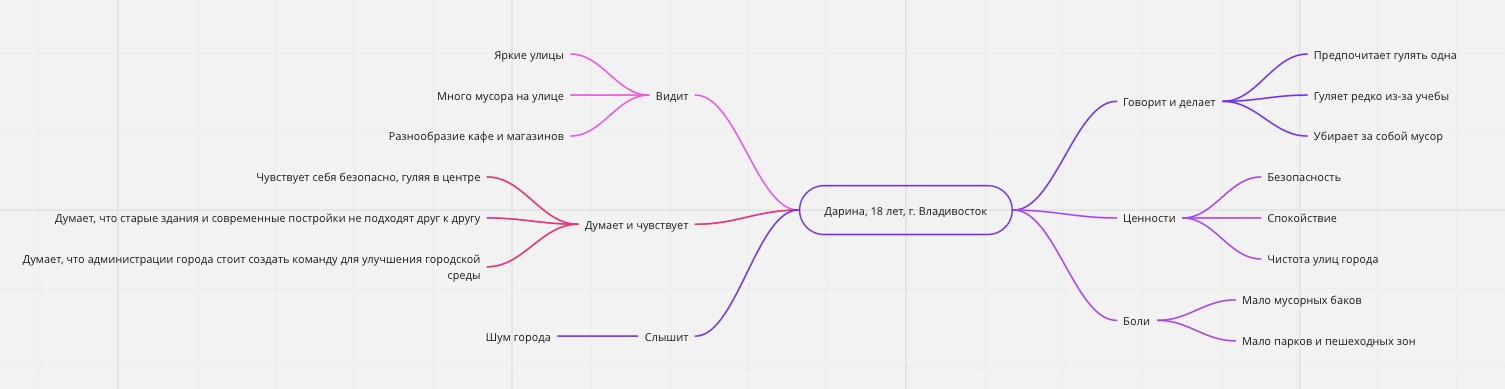 Дарина, 18 лет, г. Владивосток
Видит
Яркие улицы
Много мусора на улице
Разнообразие кафе и магазинов
Думает и чувствует
Чувствует себя безопасно, гуляя в центре
Думает, что старые здания и современные постройки не подходят друг к другу
Думает, что администрации города стоит создать команду для улучшения городской
среды
Слышит
Шум города
Говорит и делает
Предпочитает гулять одна
Гуляет редко из-за учебы
Убирает за собой мусор
Ценности
Безопасность
Спокойствие
Чистота улиц города
Боли
Мало мусорных баков
Мало парков и пешеходных зон